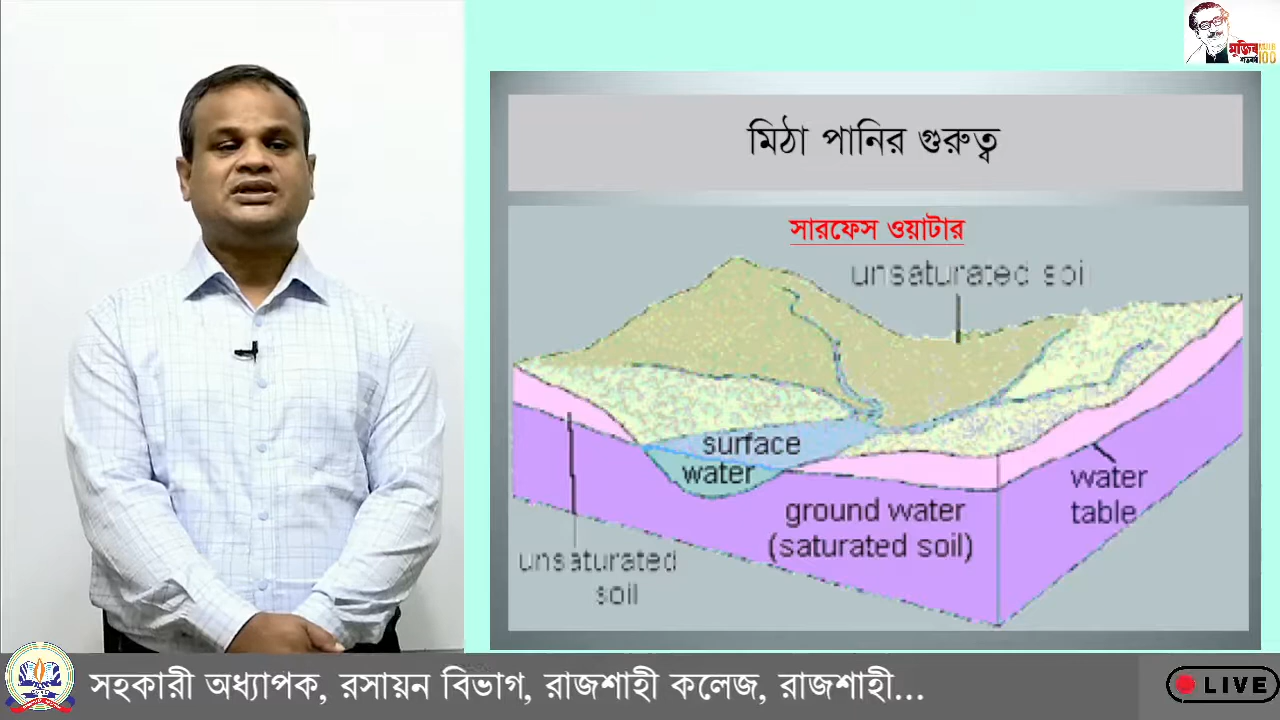 মুজিব
100
মিঠা পানির গুরুত্ব
সারফেস ওয়াটার
unsaturated soil
surface
water
ground water
(saturated soil)
water
table
unsaturated
soil
সহকারী অধ্যাপক, রসায়ন বিভাগ, রাজশাহী কলেজ, রাজশাহী...
LIVE